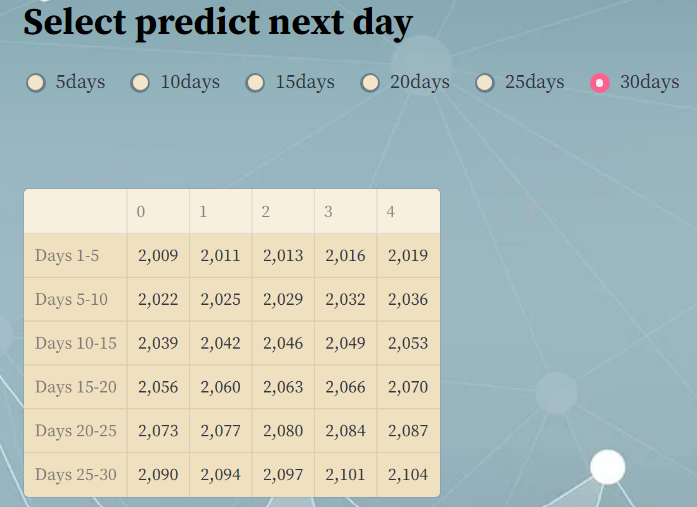 Select predict next day
5days 10days 15days 20days 25days 30days
0 1 2 3 4
Days 1-5 2,009 2,011 2,013 2,016 2,019
Days 5-10 2,022 2,025 2,029 2,032 2,036
Days 10-15 2,039 2,042 2,046 2,049 2,053
Days 15-20 2,056 2,060 2,063 2,066 2,070
Days 20-25 2,073 2,077 2,080 2,084 2,087
Days 25-30 2,090 2,094 2,097 2,101 2,104